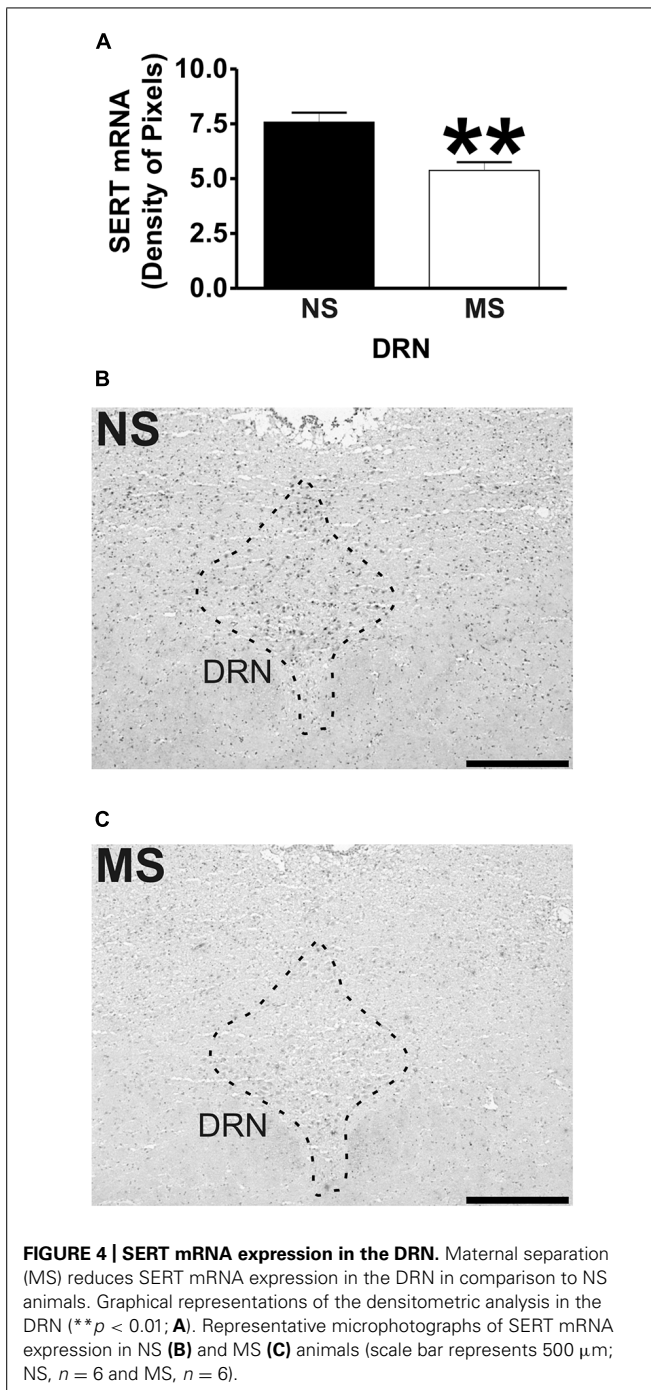 A
SERT mRNA
(Density of Pixels)
10.0
7.5
5.0
2.5
0.0
**
NS
MS
DRN
B
NS
DRN
C
MS
DRN
FIGURE 4 | SERT mRNA expression in the DRN. Maternal separation
(MS) reduces SERT mRNA expression in the DRN in comparison to NS
animals. Graphical representations of the densitometric analysis in the
DRN (**p < 0.01; A). Representative microphotographs of SERT mRNA
expression in NS (B) and MS (C) animals (scale bar represents 500 μm;
NS, n = 6 and MS, n = 6).